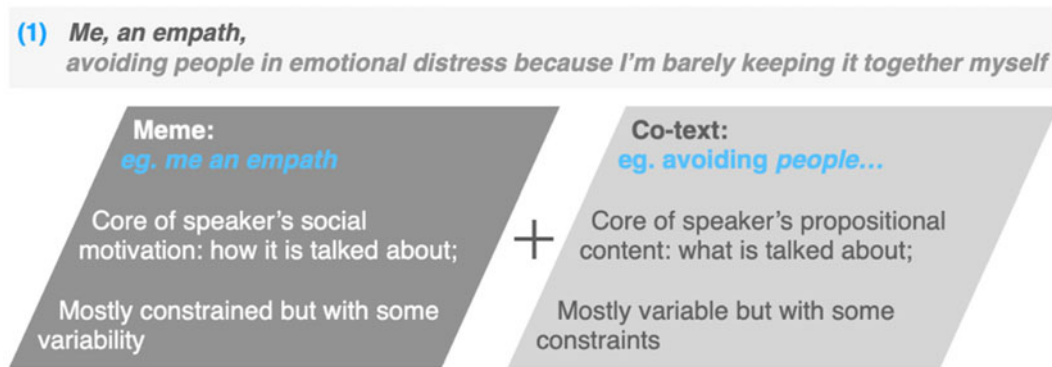 (1) Me, an empath,
avoiding people in emotional distress because I'm barely keeping it together myself
Meme:
eg. me an empath
Core of speaker's social
motivation: how it is talked about;
Mostly constrained but with some
variability
+
Co-text:
eg. avoiding people...
Core of speaker's propositional
content: what is talked about;
Mostly variable but with some
constraints